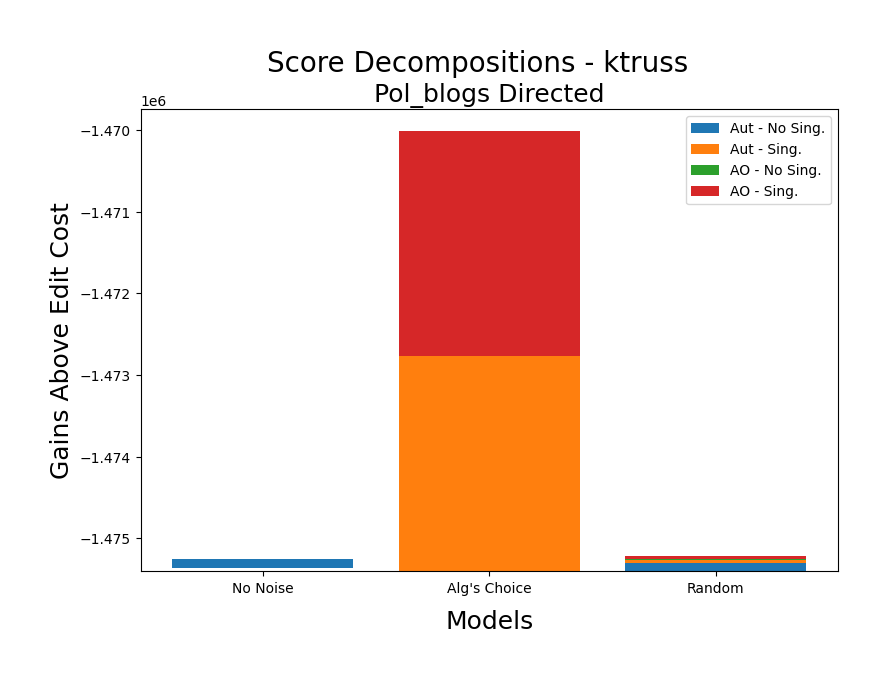 Score Decompositions - ktruss
Pol_blogs Directed
1e6
−1.470
−1.471
−1.472
−1.473
−1.474
−1.475
Gains Above Edit Cost
Aut - No Sing.
Aut - Sing.
AO - No Sing.
AO - Sing.
No Noise
Alg's Choice
Random
Models